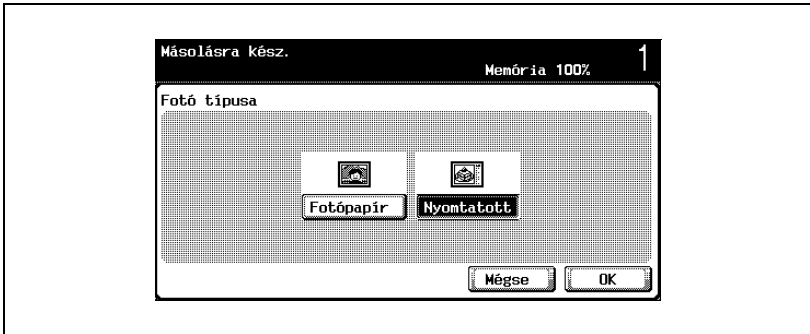 Másolásra kész.
Memória 100% 1
Fotó típusa
Fotópapír Nyomtatott
Mégse OK